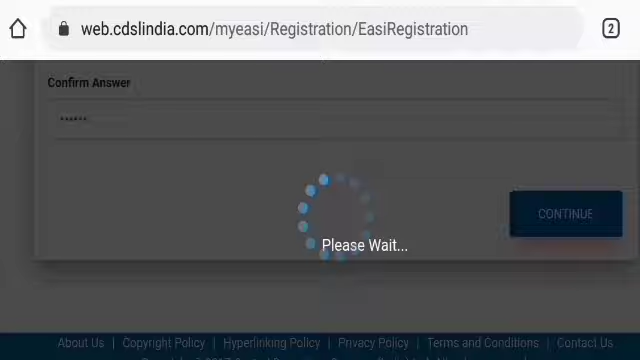 web.cdslindia.com/myeasi/Registration/EasiRegistration
2
Confirm Answer
••••••
CONTINUE
Please Wait...
About Us | Copyright Policy | Hyperlinking Policy | Privacy Policy | Terms and Conditions | Contact Us